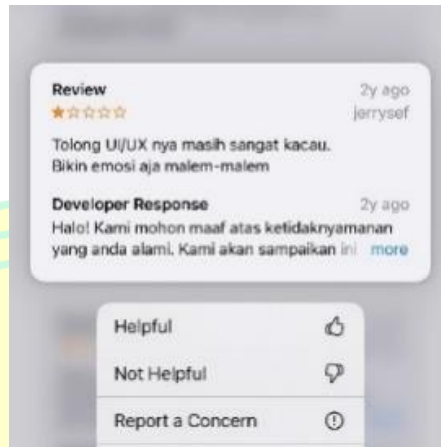 Review 2y ago
jerrysef
Tolong UI/UX nya masih sangat kacau.
Bikin emosi aja malem-malem
Developer Response 2y ago
Halo! Kami mohon maaf atas ketidaknyamanan
yang anda alami. Kami akan sampaikan ini more
Helpful
Not Helpful
Report a Concern